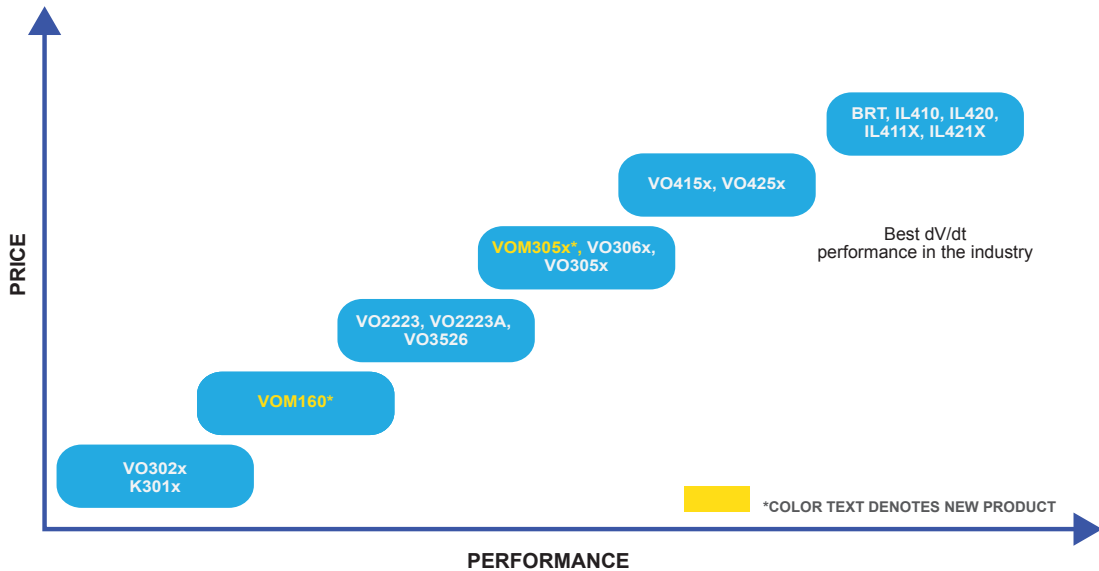 BRT, IL410, IL420,
IL411X, IL421X
VO415x, VO425x
Best dV/dt
performance in the industry
VOM305x*, VO306x,
VO305x
PRICE
VO2223, VO2223A,
VO3526
VOM160*
VO302x
K301x
*COLOR TEXT DENOTES NEW PRODUCT
PERFORMANCE